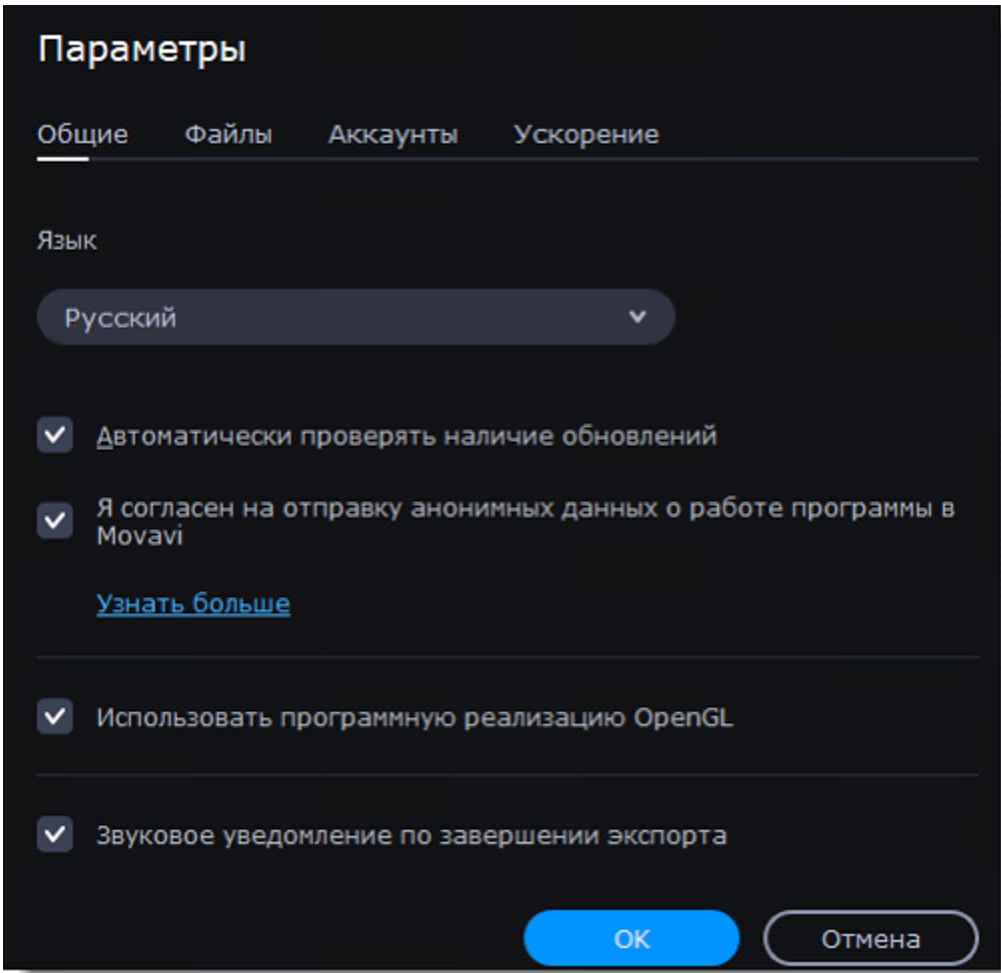 Параметры
Общие Файлы Аккаунты Ускорение
Язык
Русский
Автоматически проверять наличие обновлений
Я согласен на отправку анонимных данных о работе программы в
Movavi
Узнать больше
Использовать программную реализацию OpenGL
Звуковое уведомление по завершении экспорта
OK Отмена